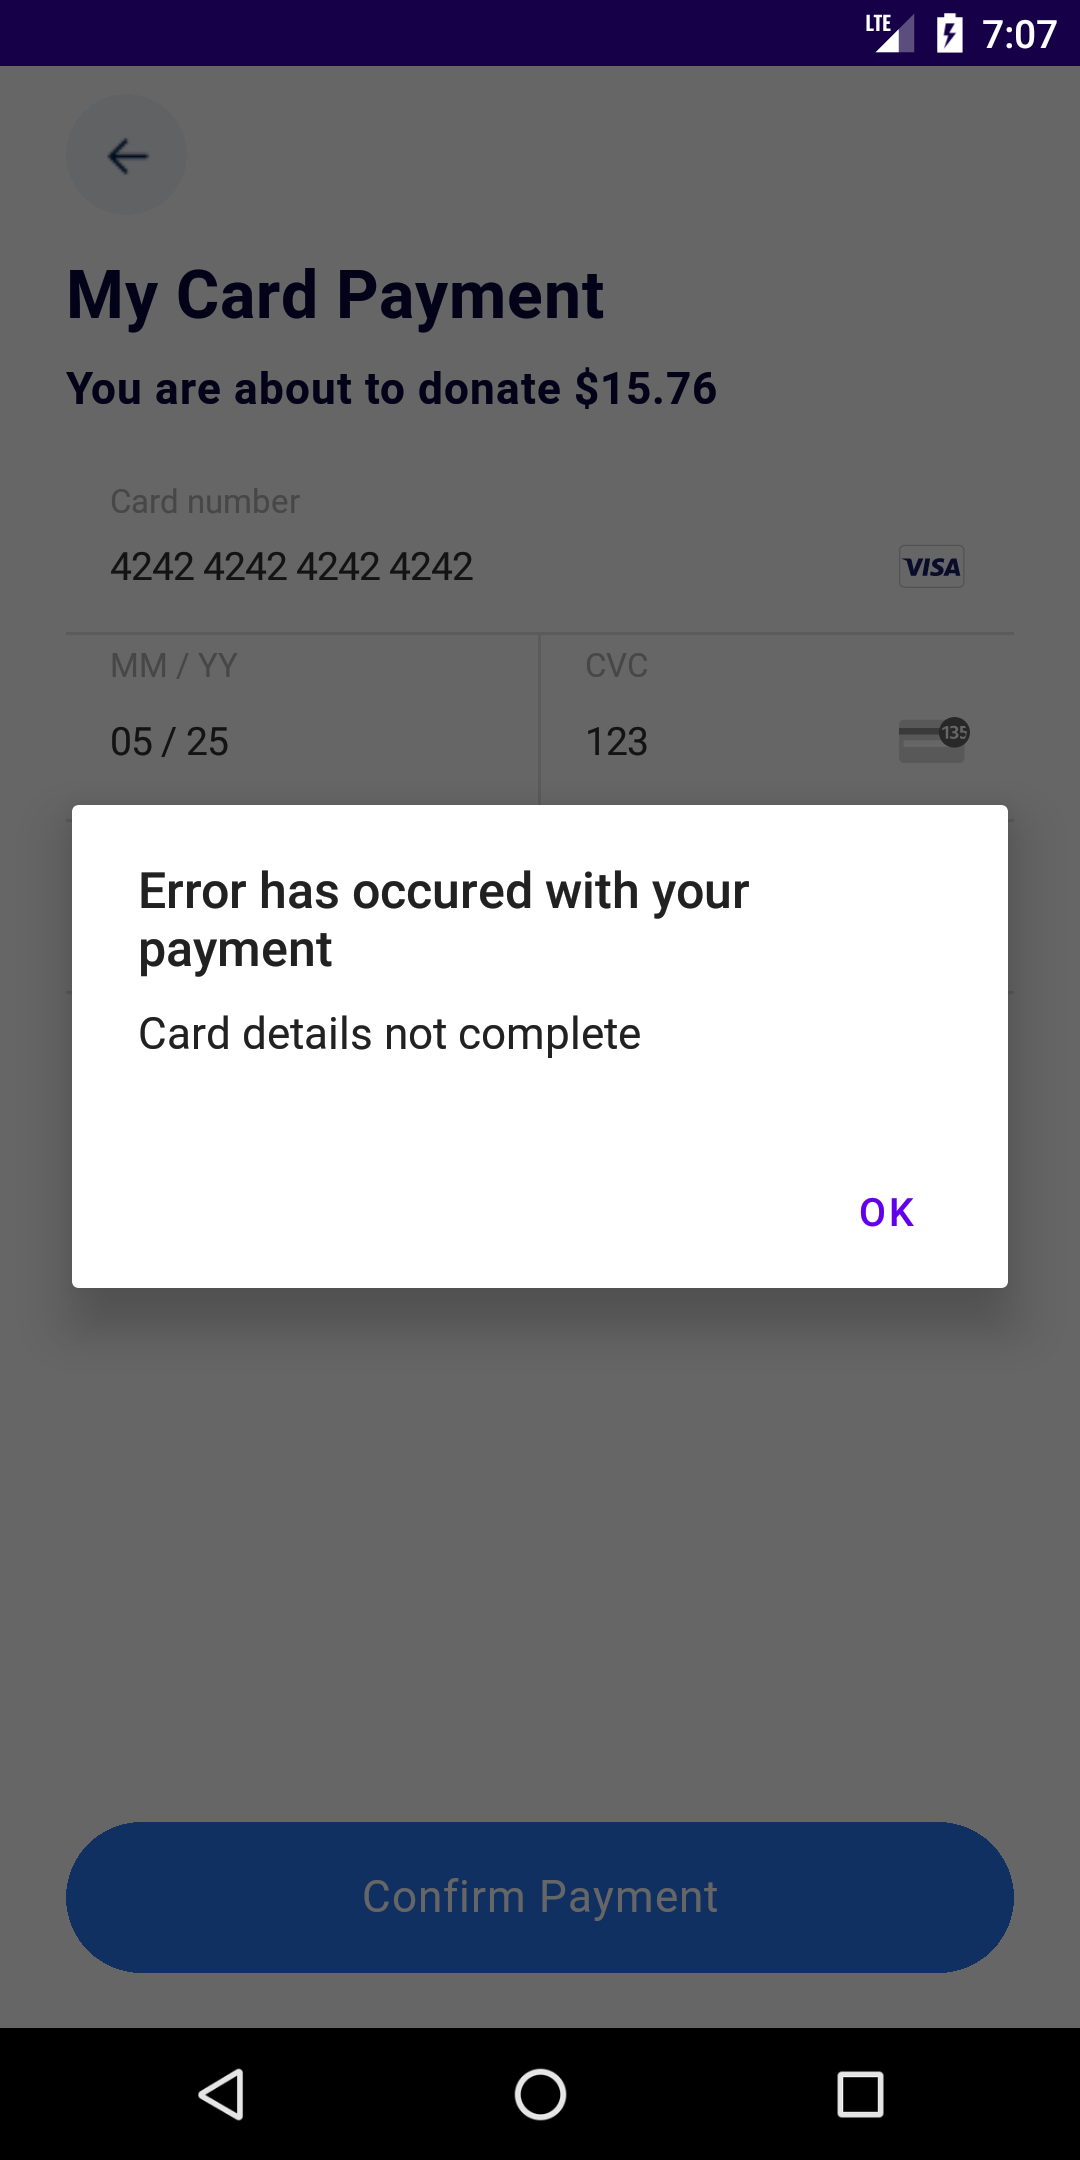 LTE 7:07
My Card Payment
You are about to donate $15.76
Card number
4242 4242 4242 4242 VISA
MM / YY CVC
05 / 25 123 135
Error has occured with your
payment
Card details not complete
OK
Confirm Payment